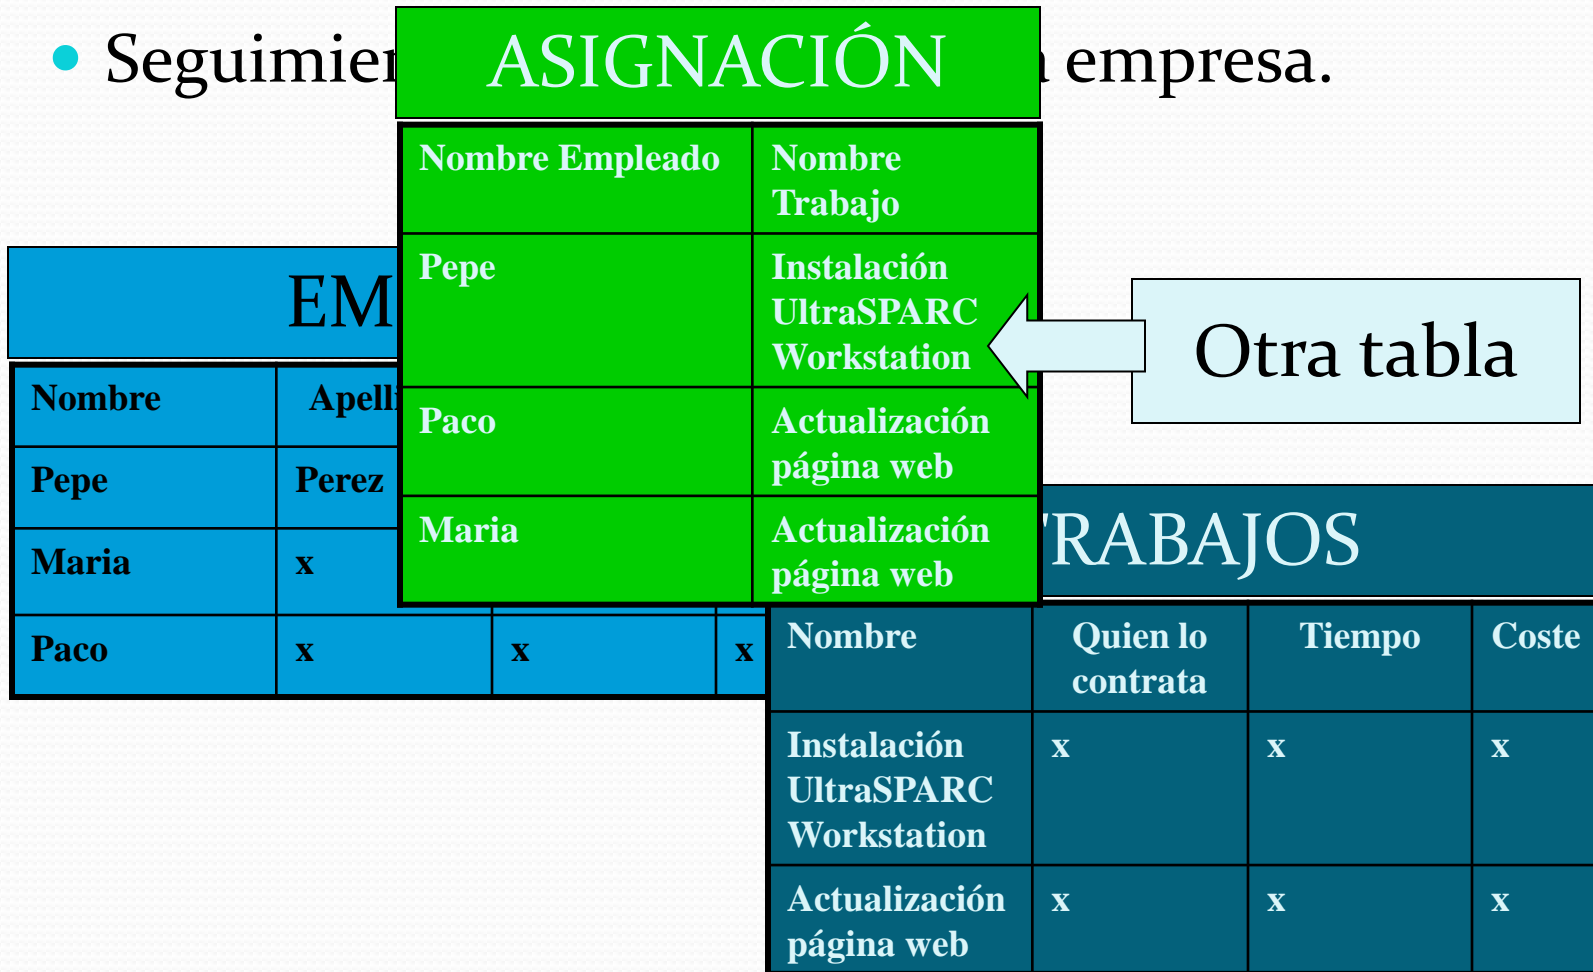 • Seguimien
empresa.
ASIGNACIÓN
Nombre Empleado
Nombre
Trabajo
Pepe
Instalación
UltraSPARC
Workstation
Paco
Actualización
página web
Maria
Actualización
página web
Otra tabla
EM
Nombre
Apelli
Pepe
Perez
Maria
x
Paco
x
x
x
TRABAJOS
Nombre
Quien lo
contrata
Tiempo
Coste
Instalación
UltraSPARC
Workstation
x
x
x
Actualización
página web
x
x
x